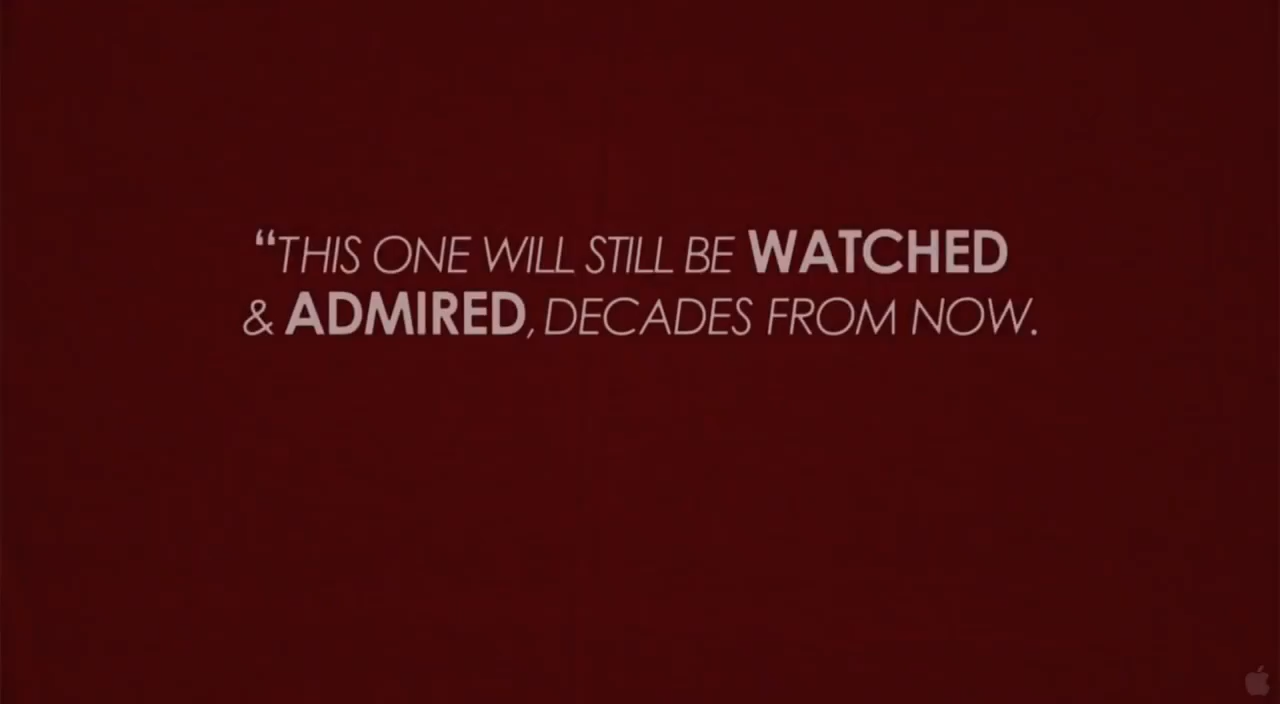 “THIS ONE WILL STILL BE WATCHED
& ADMIRED, DECADES FROM NOW.